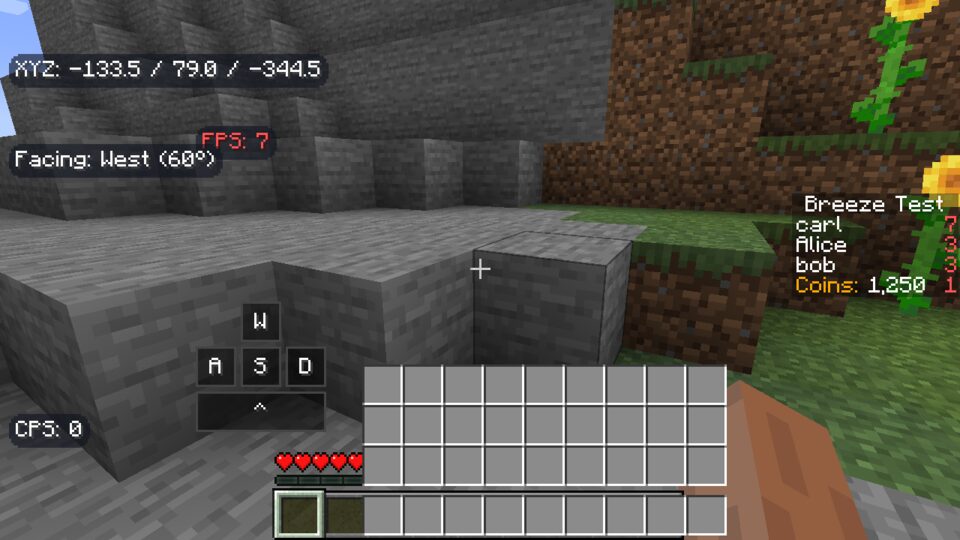 XYZ: -133.5 / 79.0 / -344.5
FPS: 7
Facing: West (60°)
Breeze Test
carl 7
Alice 3
bob 3
Coins: 1,250 1
W
A S D
^
CPS: 0